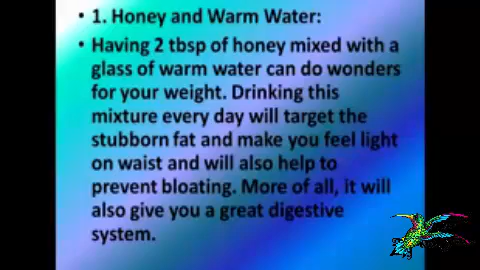 • 1. Honey and Warm Water:
• Having 2 tbsp of honey mixed with a
glass of warm water can do wonders
for your weight. Drinking this
mixture every day will target the
stubborn fat and make you feel light
on waist and will also help to
prevent bloating. More of all, it will
also give you a great digestive
system.